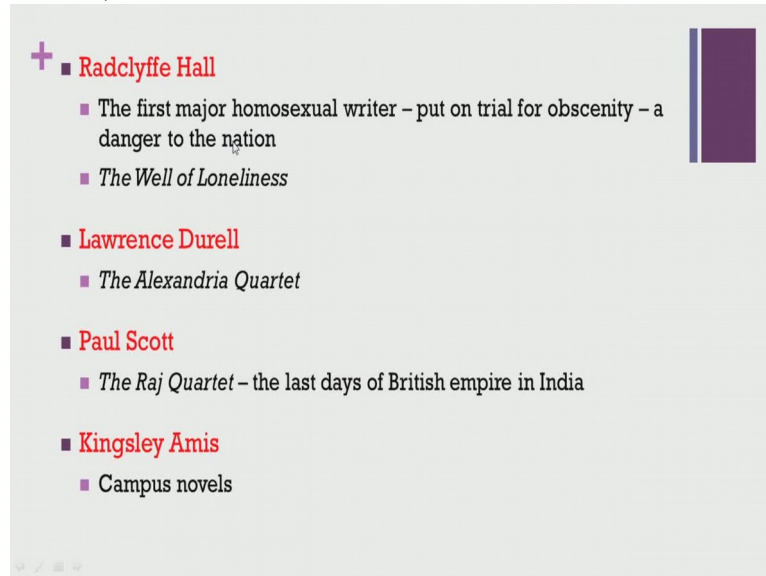 Radclyffe Hall
The first major homosexual writer – put on trial for obscenity – a
danger to the nation
The Well of Loneliness
Lawrence Durell
The Alexandria Quartet
Paul Scott
The Raj Quartet – the last days of British empire in India
Kingsley Amis
Campus novels